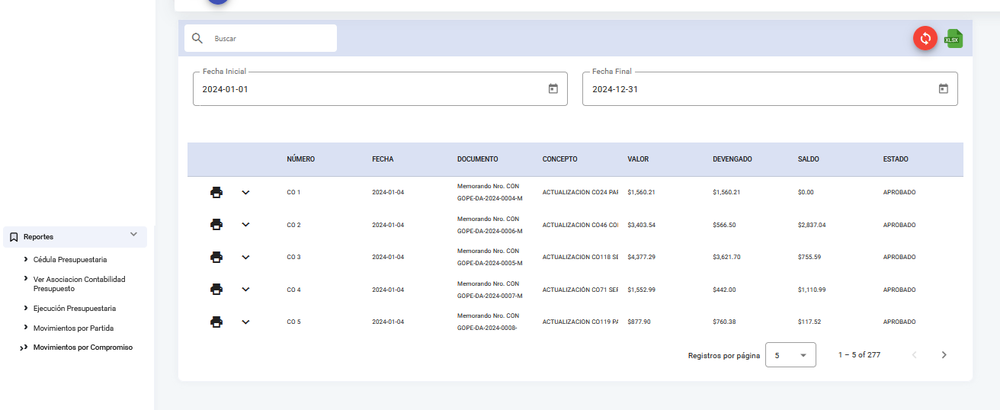 Buscar
XLSX
Fecha Inicial
2024-01-01
Fecha Final
2024-12-31
NÚMERO FECHA DOCUMENTO CONCEPTO VALOR DEVENGADO SALDO ESTADO
CO 1 2024-01-04 Memorando Nro. CON GOPE-DA-2024-0004-M ACTUALIZACION CO24 PAR $1,560.21 $1,560.21 $0.00 APROBADO
CO 2 2024-01-04 Memorando Nro. CON GOPE-DA-2024-0006-M ACTUALIZACION CO46 CO $3,403.54 $566.50 $2,837.04 APROBADO
CO 3 2024-01-04 Memorando Nro. CON GOPE-DA-2024-0005-M ACTUALIZACION CO118 SE $4,377.29 $3,621.70 $755.59 APROBADO
CO 4 2024-01-04 Memorando Nro. CON GOPE-DA-2024-0007-M ACTUALIZACIÓN CO71 SER $1,552.99 $442.00 $1,110.99 APROBADO
CO 5 2024-01-04 Memorando Nro. CON GOPE-DA-2024-0008- ACTUALIZACION CO119 PA $877.90 $760.38 $117.52 APROBADO
Registros por página 5 1 – 5 of 277
Reportes
Cédula Presupuestaria
Ver Asociacion Contabilidad
Presupuesto
Ejecución Presupuestaria
Movimientos por Partida
Movimientos por Compromiso